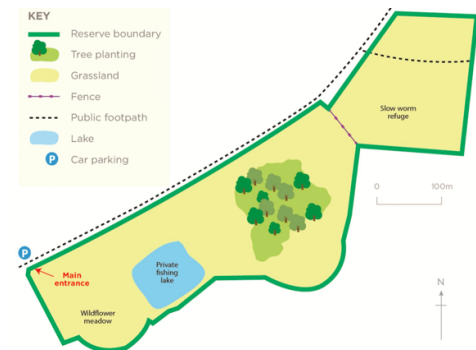 KEY
Reserve boundary
Tree planting
Grassland
Fence
Public footpath
Lake
P Car parking
Slow worm
refuge
0 100m
P
Main
entrance
Private
fishing
lake
Wildflower
meadow
N